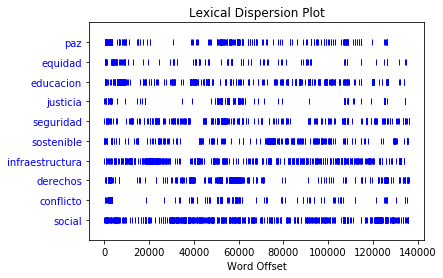 Lexical Dispersion Plot
paz
equidad
educacion
justicia
seguridad
sostenible
infraestructura
derechos
conflicto
social
0 20000 40000 60000 80000 100000 120000 140000
Word Offset